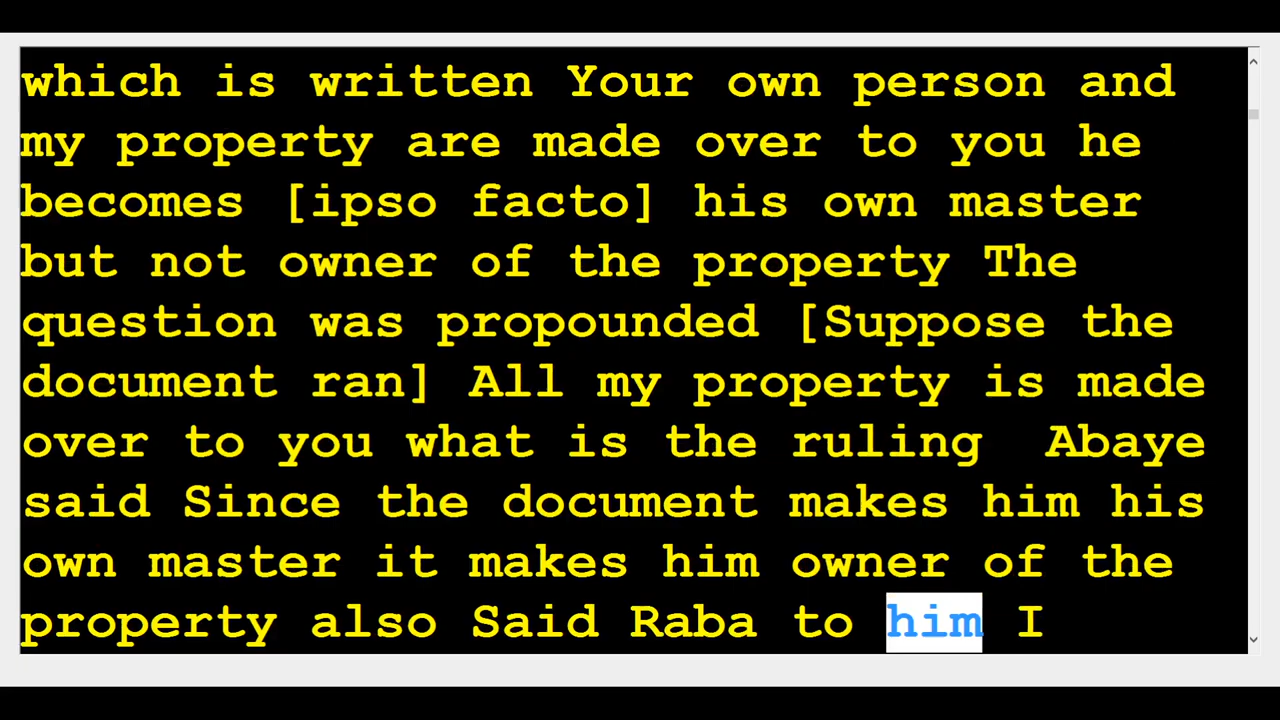 which is written Your own person and
my property are made over to you he
becomes [ipso facto] his own master
but not owner of the property The
question was propounded [Suppose the
document ran] All my property is made
over to you what is the ruling  Abaye
said Since the document makes him his
own master it makes him owner of the
property also Said Raba to him I